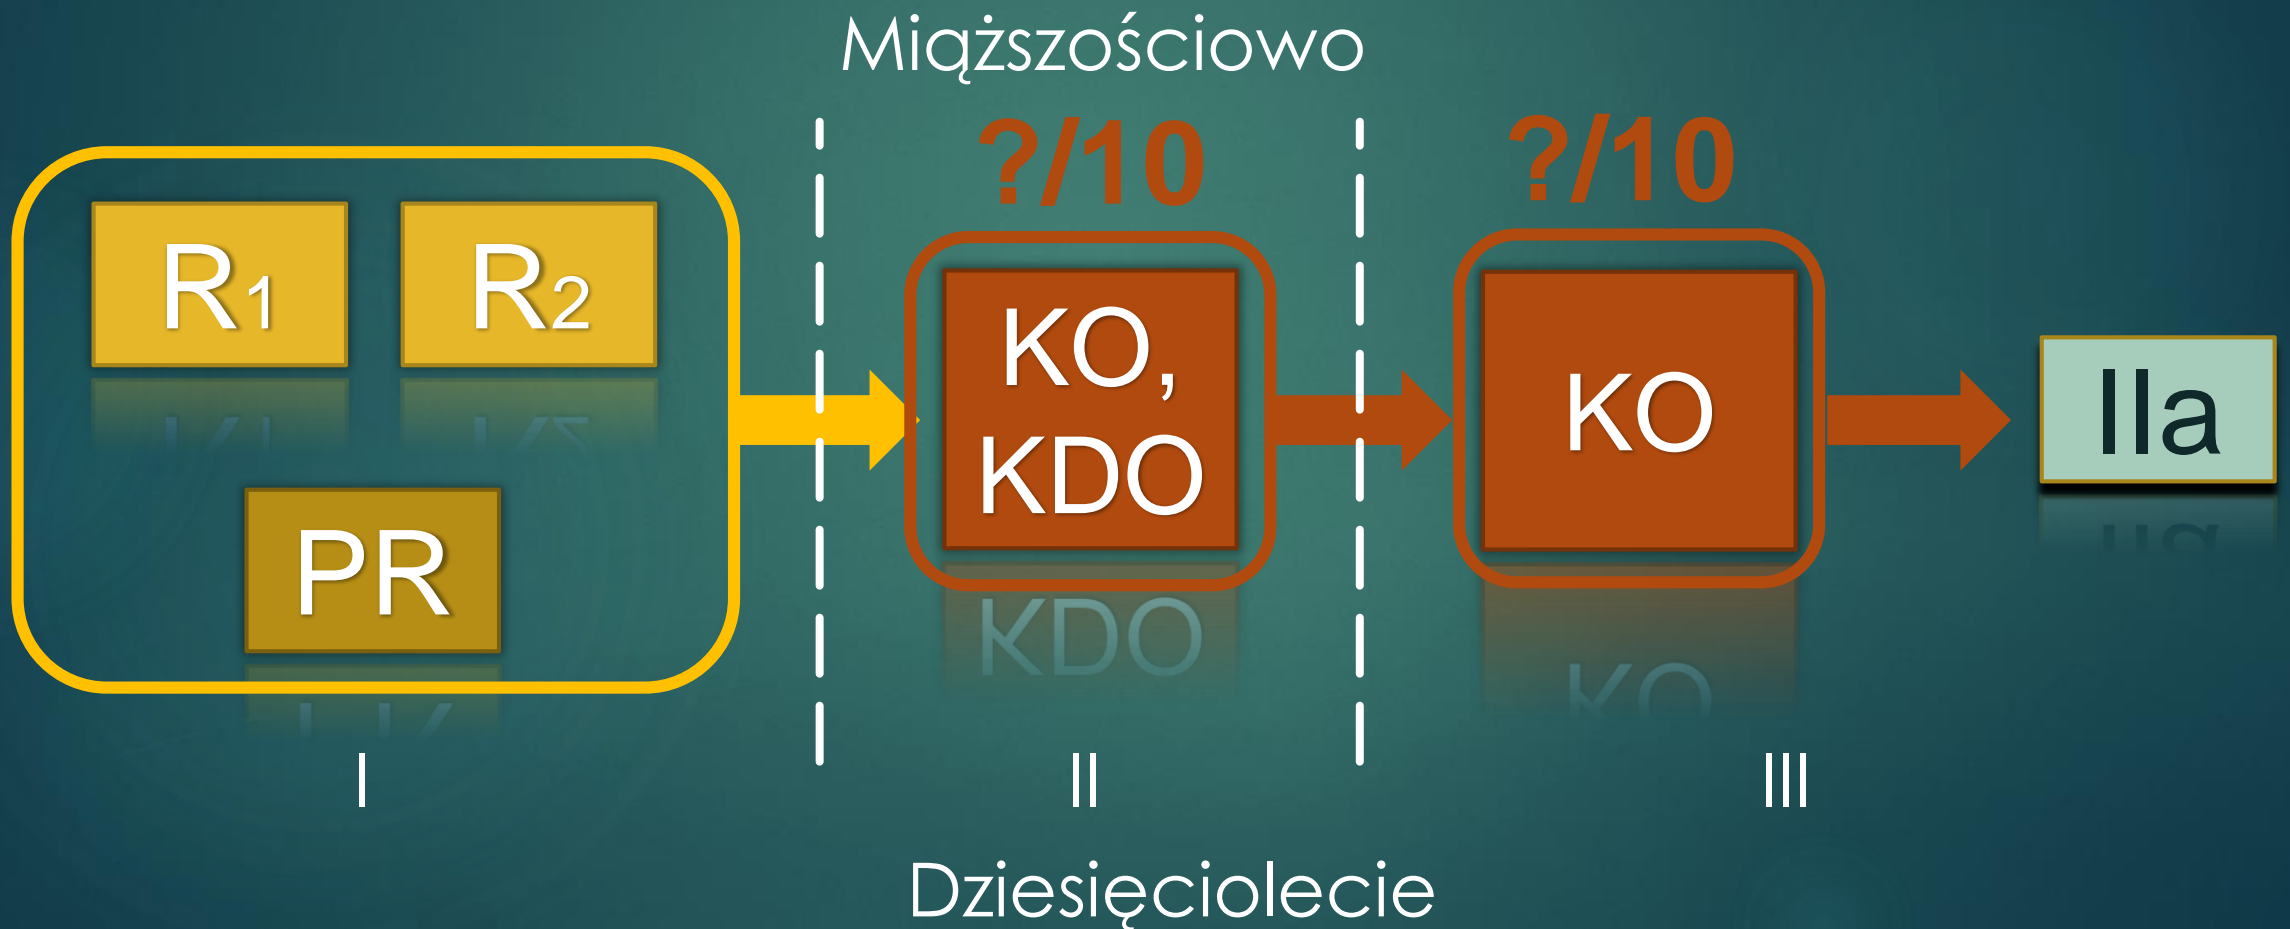 Miąższościowo
?/10
?/10
R1
R2
PR
KO,
KDO
KO
IIa
I
II
III
Dziesięciolecie